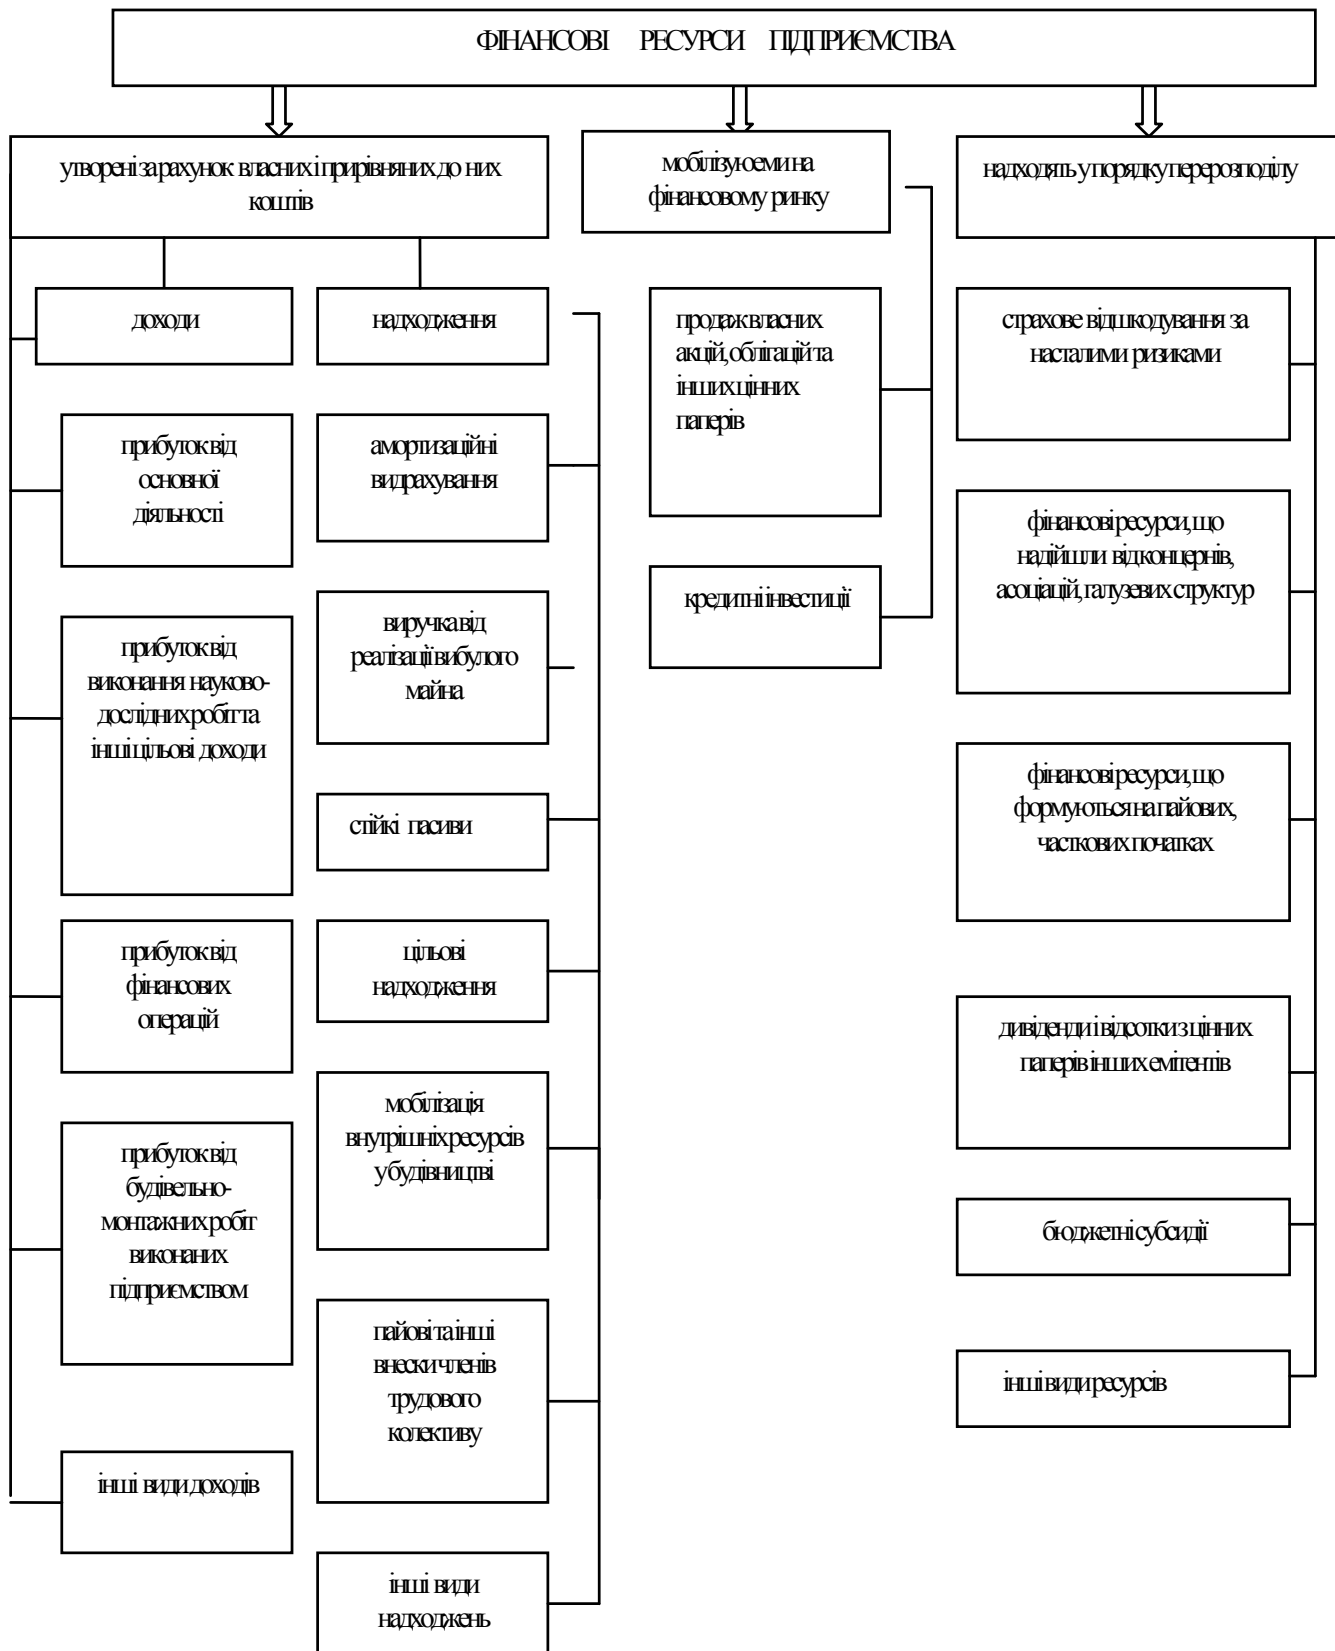 ФІНАНСОВІ РЕСУРСИ ПІДПРИЄМСТВА
утворені за рахунок власних і прирівняних до них
коштів
доходи
прибуток від
основної
діяльності
прибуток від
виконання науково-
дослідних робіт та
інші цільові доходи
прибуток від
фінансових
операцій
прибуток від
будівельно-
монтажних робіт
виконаних
підприємством
інші види доходів
надходження
амортизаційні
видрахування
виручка від
реалізації вибулого
майна
стійкі пасиви
цільові
надходження
мобілізація
внутрішніх ресурсів
у будівництві
пайові та інші
внески членів
трудового
колективу
інші види
надходжень
мобілізуюеми на
фінансовому ринку
продаж власних
акцій, облігацій та
інших цінних
паперів
кредитні інвестиції
надходять у порядку перерозподілу
страхове відшкодування за
насталими ризиками
фінансові ресурси, що
надійшли від концернів,
асоціацій, галузевих структур
фінансові ресурси, що
формуються на пайових,
часткових початках
дивіденди і відсотки з цінних
паперів інших емітентів
бюджетні субсидії
інші види ресурсів